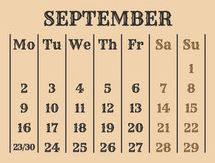 SEPTEMBER
Mo Tu We Th Fr Sa Su
1
2 3 4 5 6 7 8
9 10 11 12 13 14 15
16 17 18 19 20 21 22
23/30 24 25 26 27 28 29